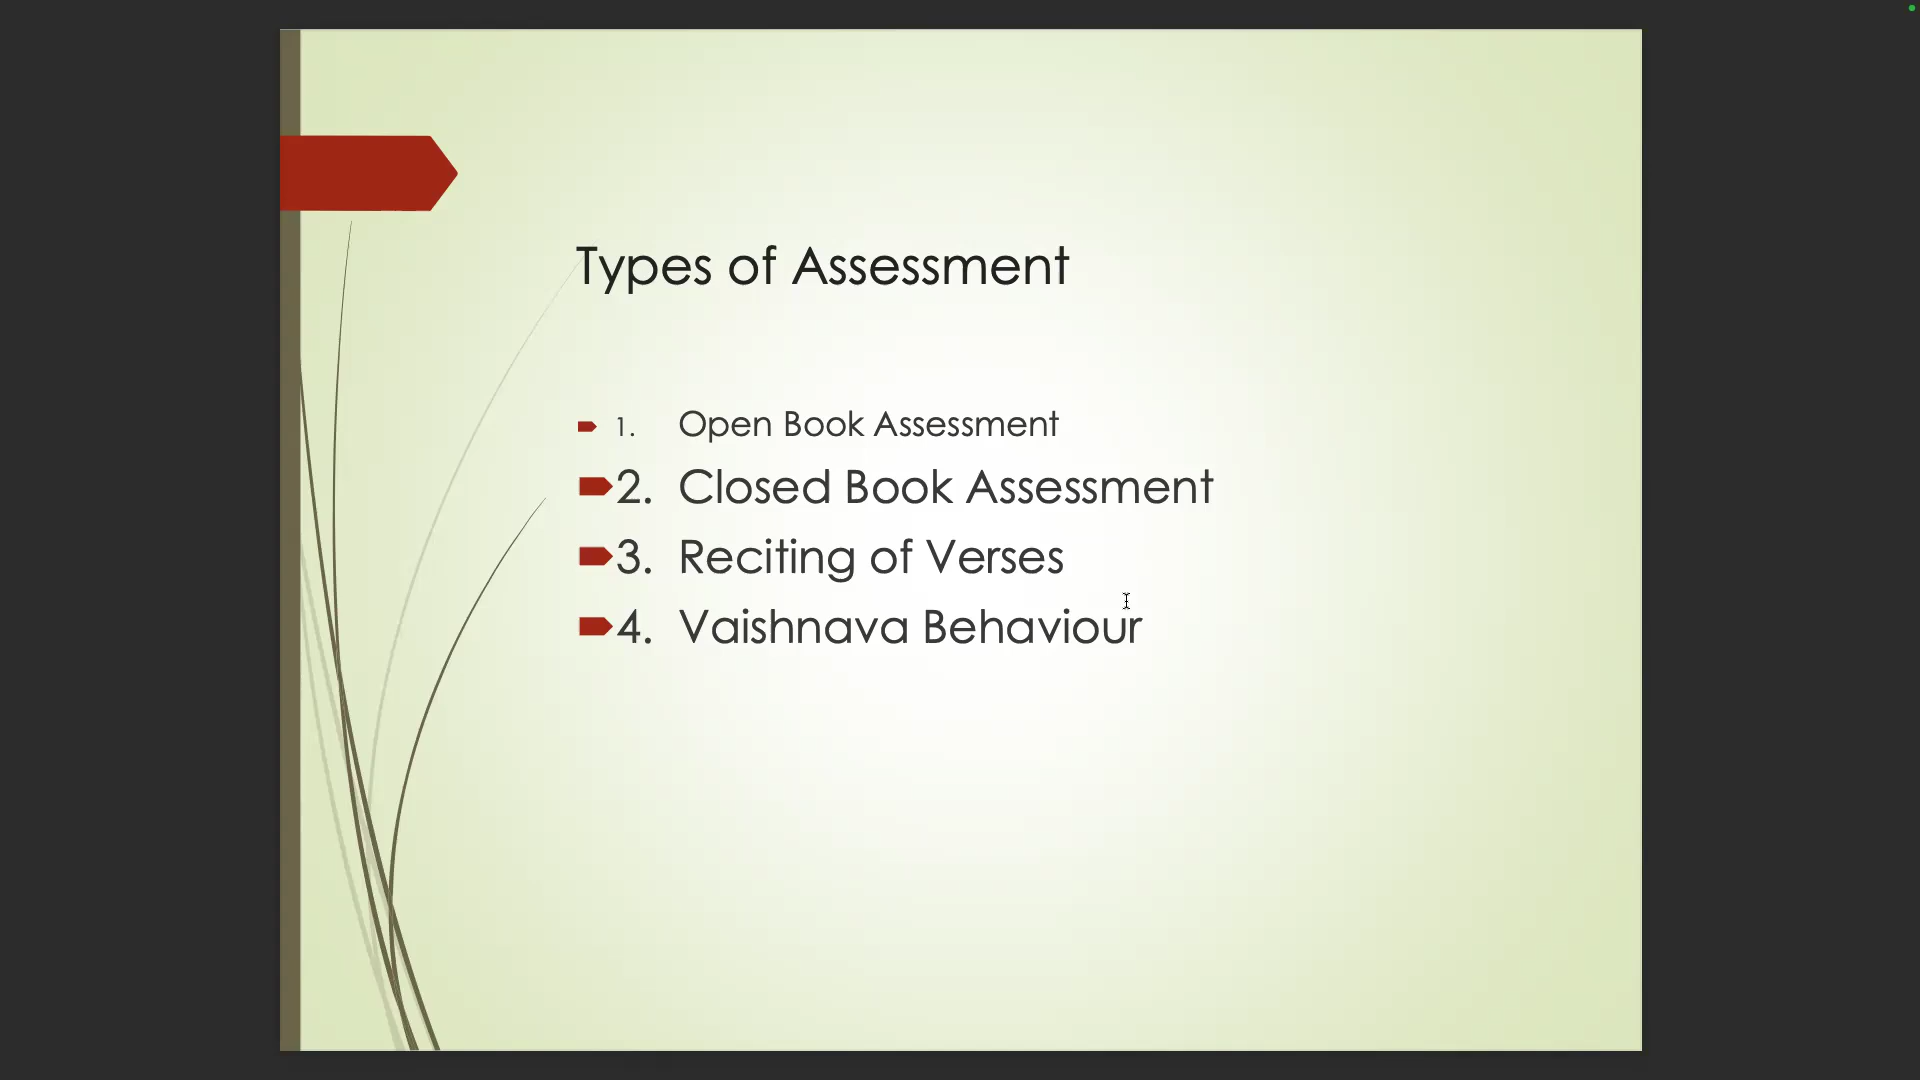 Types of Assessment
1. Open Book Assessment
2. Closed Book Assessment
3. Reciting of Verses
4. Vaishnava Behaviour